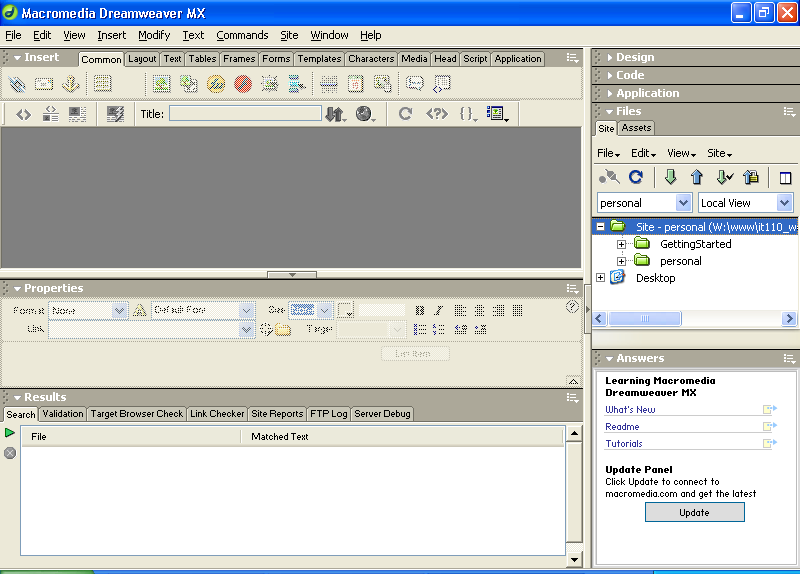 Macromedia Dreamweaver MX
File Edit View Insert Modify Text Commands Site Window Help
Insert Common Layout Text Tables Frames Forms Templates Characters Media Head Script Application
Title:
Properties
Format None Default Font Size None B I
Link Target
List Item...
Results
Search Validation Target Browser Check Link Checker Site Reports FTP Log Server Debug
File Matched Text
Design
Code
Application
Files
Site Assets
File Edit View Site
personal Local View
Site - personal (W:\www\it110_w
GettingStarted
personal
Desktop
Answers
Learning Macromedia
Dreamweaver MX
What's New
Readme
Tutorials
Update Panel
Click Update to connect to
macromedia.com and get the latest
Update